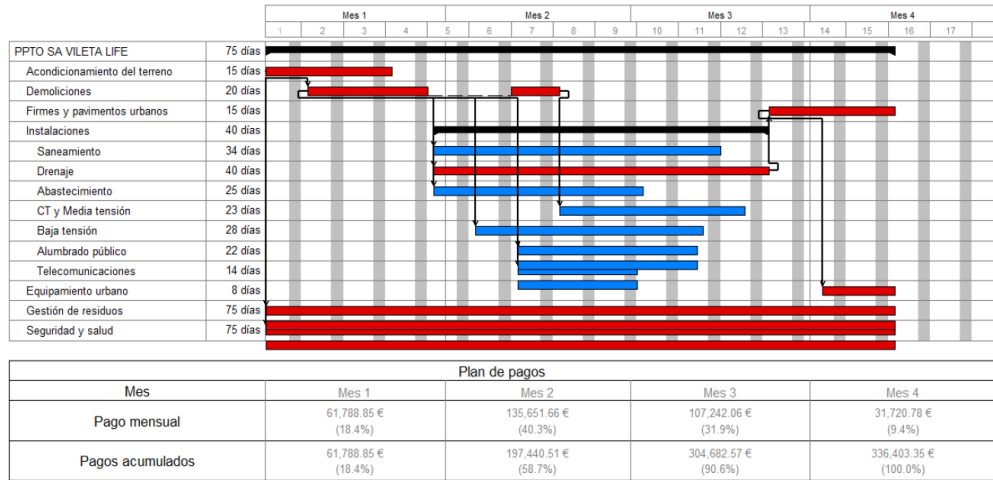 Mes 1 Mes 2 Mes 3 Mes 4
1 2 3 4 5 6 7 8 9 10 11 12 13 14 15 16 17
PPTO SA VILETA LIFE 75 días
Acondicionamiento del terreno 15 días
Demoliciones 20 días
Firmes y pavimentos urbanos 15 días
Instalaciones 40 días
Saneamiento 34 días
Drenaje 40 días
Abastecimiento 25 días
CT y Media tensión 23 días
Baja tensión 28 días
Alumbrado público 22 días
Telecomunicaciones 14 días
Equipamiento urbano 8 días
Gestión de residuos 75 días
Seguridad y salud 75 días
Plan de pagos
Mes Mes 1 Mes 2 Mes 3 Mes 4
Pago mensual 61,788.85 € 135,651.66 € 107,242.06 € 31,720.78 €
(18.4%) (40.3%) (31.9%) (9.4%)
Pagos acumulados 61,788.85 € 197,440.51 € 304,682.57 € 336,403.35 €
(18.4%) (58.7%) (90.6%) (100.0%)